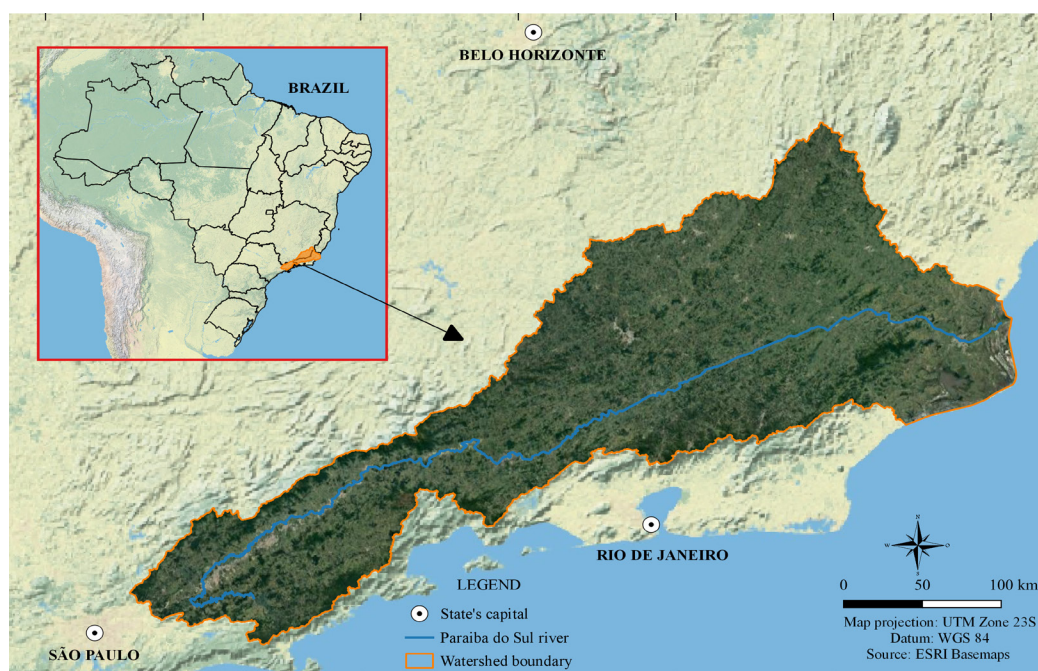 BELO HORIZONTE
BRAZIL
RIO DE JANEIRO
SÃO PAULO
N
W
O
S
LEGEND
State's capital
Paraiba do Sul river
Watershed boundary
0 50 100 km
Map projection: UTM Zone 23S
Datum: WGS 84
Source: ESRI Basemaps